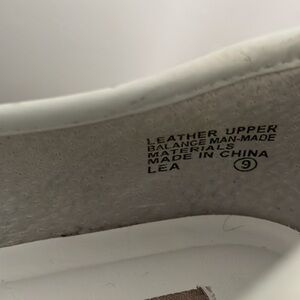 LEATHER UPPER
BALANCE MAN-MADE
MATERIALS
MADE IN CHINA
LEA 9